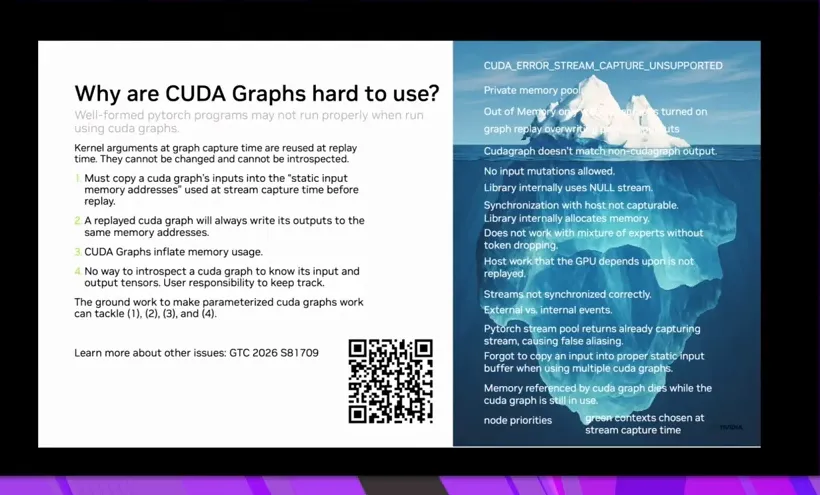 Why are CUDA Graphs hard to use?
Well-formed pytorch programs may not run properly when run
using cuda graphs.
Kernel arguments at graph capture time are reused at replay
time. They cannot be changed and cannot be introspected.
1. Must copy a cuda graph's inputs into the "static input
memory addresses" used at stream capture time before
replay.
2. A replayed cuda graph will always write its outputs to the
same memory addresses.
3. CUDA Graphs inflate memory usage.
4. No way to introspect a cuda graph to know its input and
output tensors. User responsibility to keep track.
The ground work to make parameterized cuda graphs work
can tackle (1), (2), (3), and (4).
Learn more about other issues: GTC 2026 S81709
CUDA_ERROR_STREAM_CAPTURE_UNSUPPORTED
Private memory pool
Out of Memory turned on
graph replay
Cudagraph doesn't match non-cudagraph output.
No input mutations allowed.
Library internally uses NULL stream.
Synchronization with host not capturable.
Library internally allocates memory.
Does not work with mixture of experts without
token dropping.
Host work that the GPU depends upon is not
replayed.
Streams not synchronized correctly.
External vs. internal events.
Pytorch stream pool returns already capturing
stream, causing false aliasing.
Forgot to copy an input into proper static input
buffer when using multiple cuda graphs.
Memory referenced by cuda graph dies while the
cuda graph is still in use.
node priorities
green contexts chosen at
stream capture time
NVIDIA.